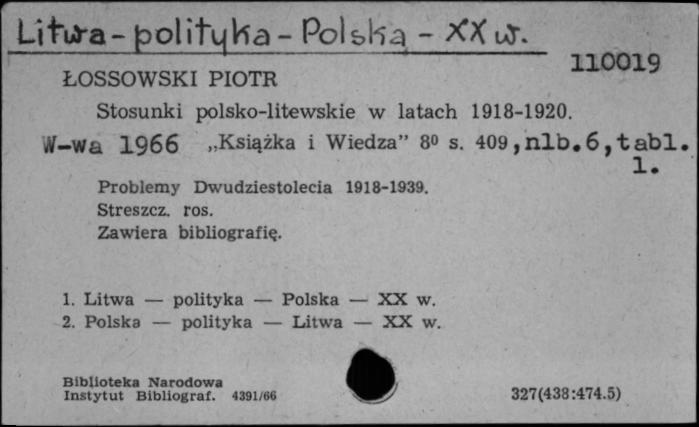 Litwa - polityka - Polską - XX w.
110019
ŁOSSOWSKI PIOTR
Stosunki polsko-litewskie w latach 1918-1920.
W-wa 1966 „Książka i Wiedza” 8º s. 409, nlb. 6, tabl.
1.
Problemy Dwudziestolecia 1918-1939.
Streszcz. ros.
Zawiera bibliografię.
1. Litwa — polityka — Polska — XX w.
2. Polska — polityka — Litwa — XX w.
Biblioteka Narodowa
Instytut Bibliograf. 4391/66
327(438:474.5)